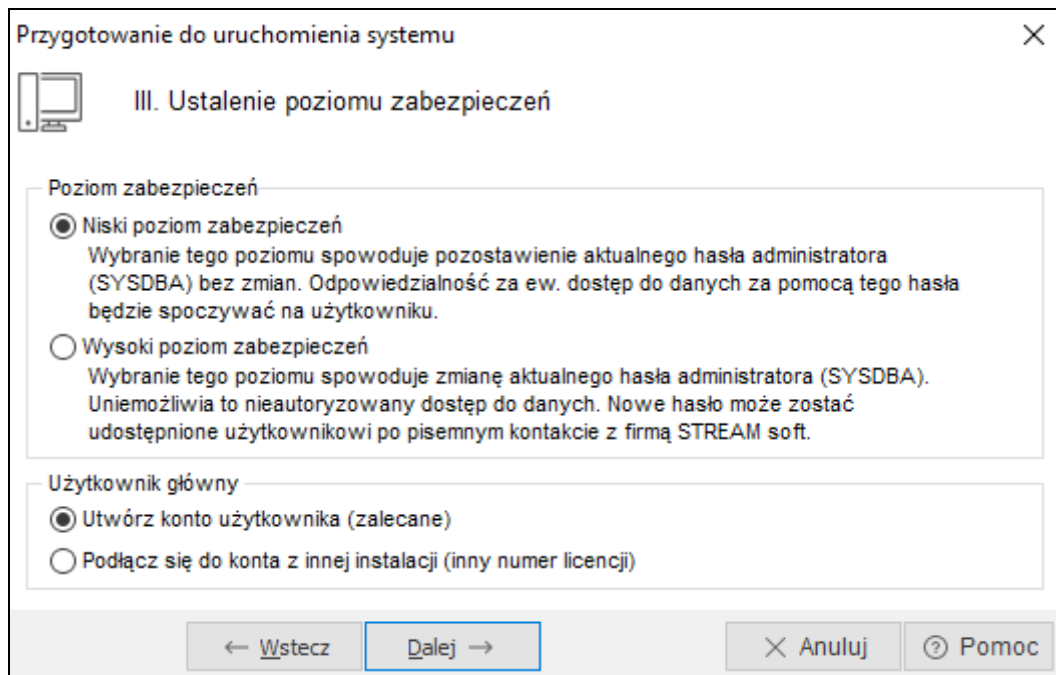 Przygotowanie do uruchomienia systemu
III. Ustalenie poziomu zabezpieczeń
Poziom zabezpieczeń
Niski poziom zabezpieczeń
Wybranie tego poziomu spowoduje pozostawienie aktualnego hasła administratora
(SYSDBA) bez zmian. Odpowiedzialność za ew. dostęp do danych za pomocą tego hasła
będzie spoczywać na użytkowniku.
Wysoki poziom zabezpieczeń
Wybranie tego poziomu spowoduje zmianę aktualnego hasła administratora (SYSDBA).
Uniemożliwia to nieautoryzowany dostęp do danych. Nowe hasło może zostać
udostępnione użytkownikowi po pisemnym kontakcie z firmą STREAM soft.
Użytkownik główny
Utwórz konto użytkownika (zalecane)
Podłącz się do konta z innej instalacji (inny numer licencji)
← Wstecz Dalej → Anuluj Pomoc